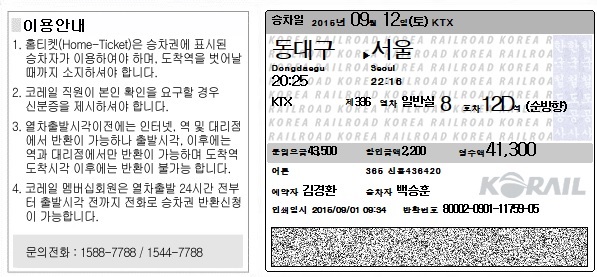 이용안내
1. 홈티켓(Home-Ticket)은 승차권에 표시된
승차자가 이용하여야 하며, 도착역을 벗어날
때까지 소지하셔야 합니다.
2. 코레일 직원이 본인 확인을 요구할 경우
신분증을 제시하셔야 합니다.
3. 열차출발시각이전에는 인터넷, 역 및 대리점
에서 반환이 가능하나 출발시각, 이후에는
역과 대리점에서만 반환이 가능하며 도착역
도착시각 이후에는 반환이 불가능 합니다.
4. 코레일 멤버십회원은 열차출발 24시간 전부
터 출발시각 전까지 전화로 승차권 반환신청
이 가능합니다.
문의전화 : 1588-7788 / 1544-7788
승차일 2015년 09월 12일(토) KTX
동대구 ▶서울
Dongdaegu Seoul
20:25 22:16
KTX 제336 열차 일반실 8 호차 12D석 (순방향)
KOREA RAILROAD KOREA RAILROAD KOREA RAILROAD
운임요금43,500 할인금액2,200 영수액41,300
어른 365 신용436420
KORAIL
예약자 김경환 승차자 백승훈
인쇄일시 2015/09/01 09:34 반환번호 80002-0901-11759-05